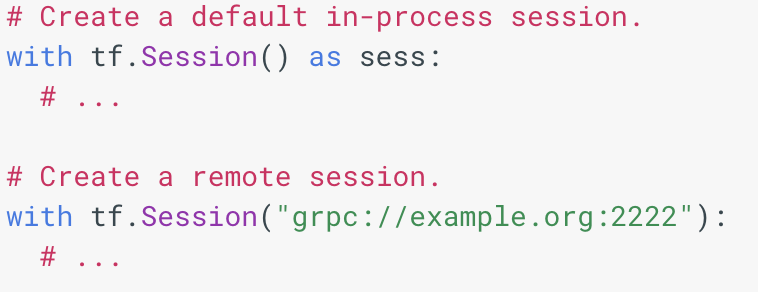 # Create a default in-process session.
with tf.Session() as sess:
  # ...

# Create a remote session.
with tf.Session("grpc://example.org:2222"):
  # ...